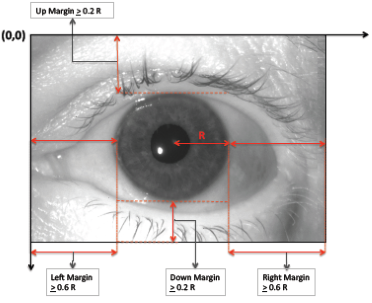 Up Margin ≥ 0.2 R
(0,0)
R
Left Margin
≥ 0.6 R
Down Margin
≥ 0.2 R
Right Margin
≥ 0.6 R